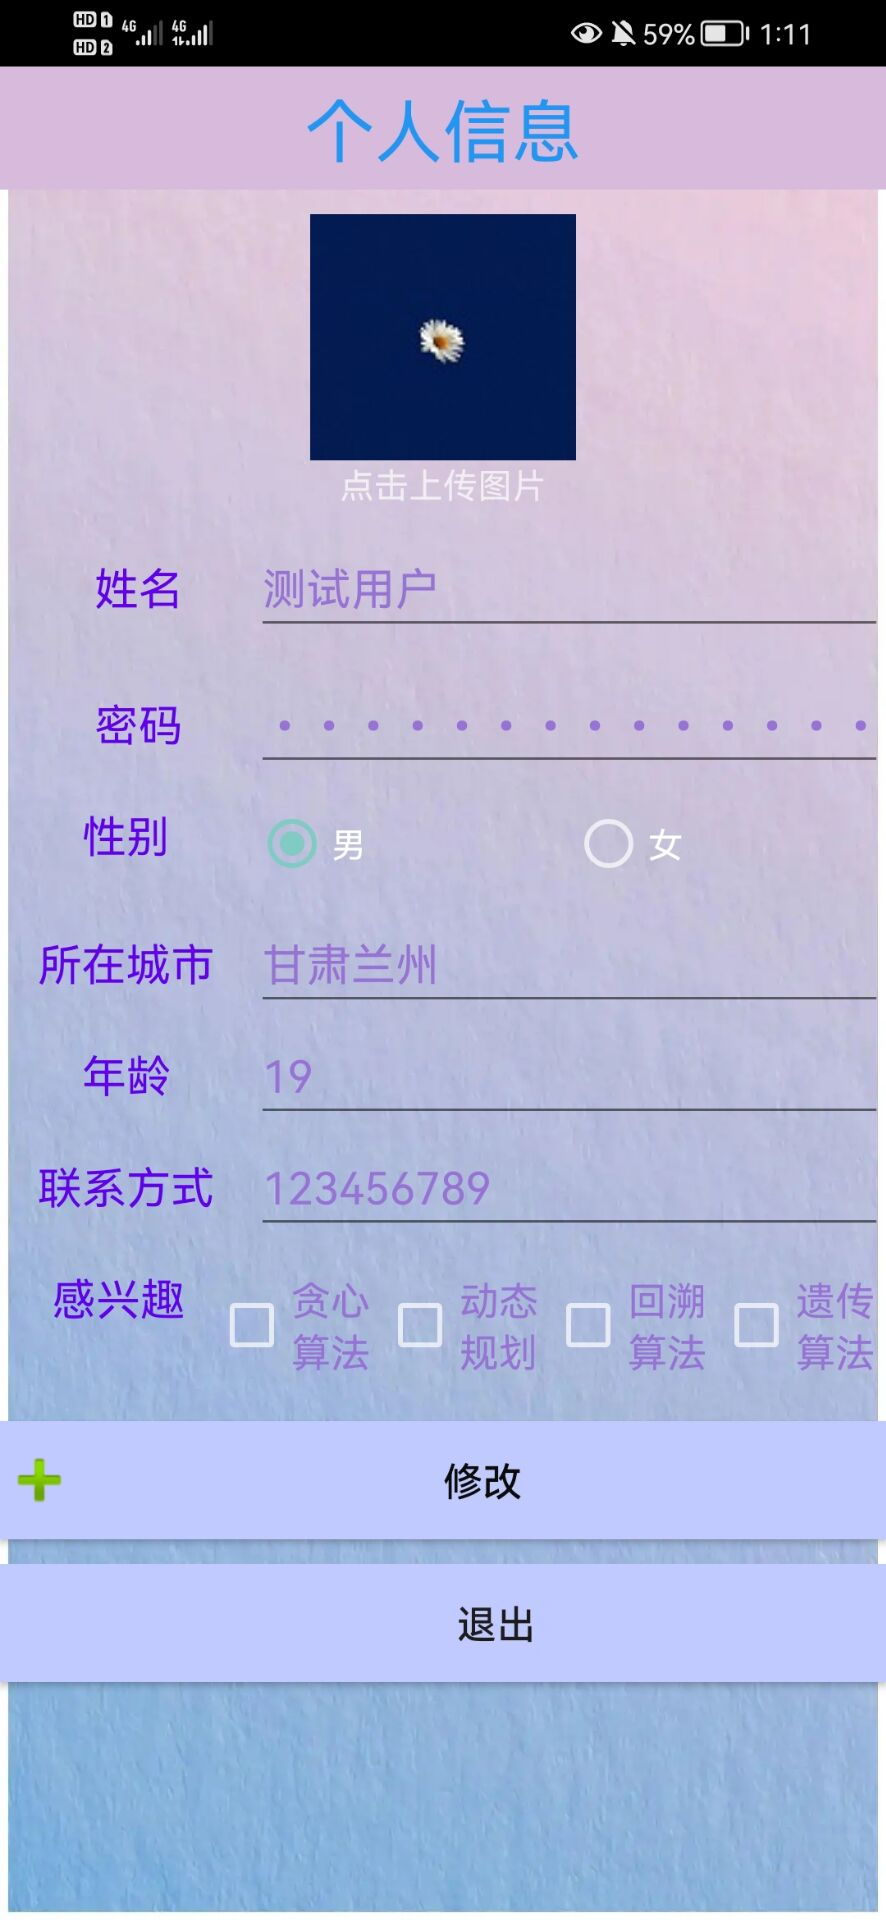 HD 1 4G 4G 59% 1:11
HD 2
个人信息
点击上传图片
姓名 测试用户
密码 • • • • • • • • • • • • • •
性别 男 女
所在城市 甘肃兰州
年龄 19
联系方式 123456789
感兴趣 贪心 动态 回溯 遗传
算法 规划 算法 算法
修改
退出